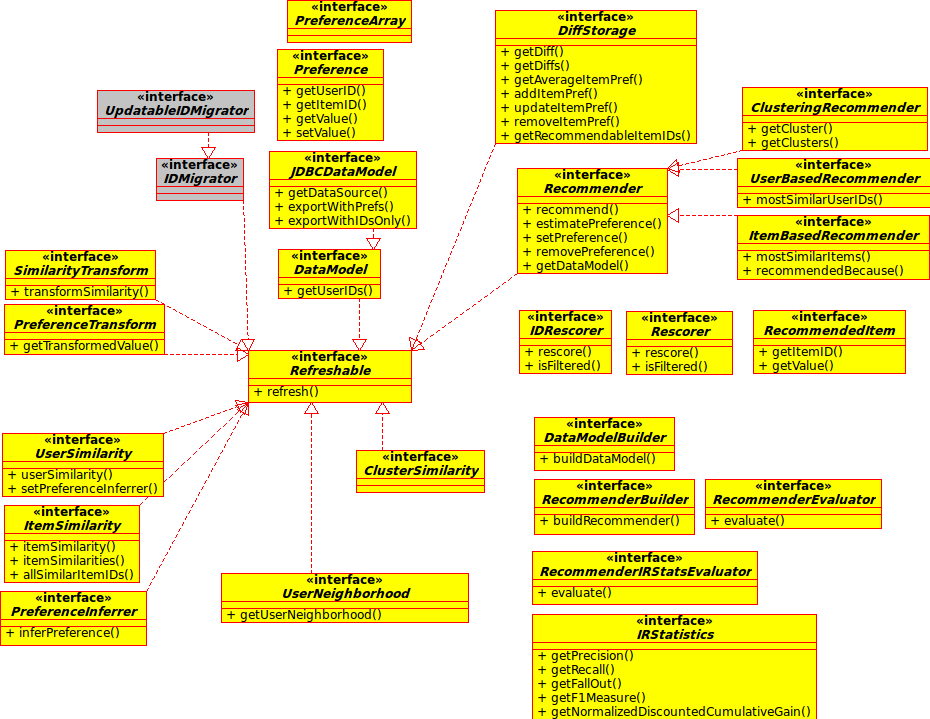 «interface»
PreferenceArray
«interface»
Preference
+ getUserID()
+ getItemID()
+ getValue()
+ setValue()
«interface»
DiffStorage
+ getDiff()
+ getDiffs()
+ getAverageItemPref()
+ addItemPref()
+ updateItemPref()
+ removeItemPref()
+ getRecommendableItemIDs()
«interface»
UpdatableIDMigrator
«interface»
IDMigrator
«interface»
JDBCDataModel
+ getDataSource()
+ exportWithPrefs()
+ exportWithIDsOnly()
«interface»
ClusteringRecommender
+ getCluster()
+ getClusters()
«interface»
Recommender
+ recommend()
+ estimatePreference()
+ setPreference()
+ removePreference()
+ getDataModel()
«interface»
UserBasedRecommender
+ mostSimilarUserIDs()
«interface»
ItemBasedRecommender
+ mostSimilarItems()
+ recommendedBecause()
«interface»
SimilarityTransform
+ transformSimilarity()
«interface»
DataModel
+ getUserIDs()
«interface»
PreferenceTransform
+ getTransformedValue()
«interface»
IDRescorer
+ rescore()
+ isFiltered()
«interface»
Rescorer
+ rescore()
+ isFiltered()
«interface»
RecommendedItem
+ getItemID()
+ getValue()
«interface»
Refreshable
+ refresh()
«interface»
UserSimilarity
+ userSimilarity()
+ setPreferenceInferrer()
«interface»
ClusterSimilarity
«interface»
DataModelBuilder
+ buildDataModel()
«interface»
RecommenderBuilder
+ buildRecommender()
«interface»
RecommenderEvaluator
+ evaluate()
«interface»
ItemSimilarity
+ itemSimilarity()
+ itemSimilarities()
+ allSimilarItemIDs()
«interface»
RecommenderIRStatsEvaluator
+ evaluate()
«interface»
PreferenceInferrer
+ inferPreference()
«interface»
UserNeighborhood
+ getUserNeighborhood()
«interface»
IRStatistics
+ getPrecision()
+ getRecall()
+ getFallOut()
+ getF1Measure()
+ getNormalizedDiscountedCumulativeGain()